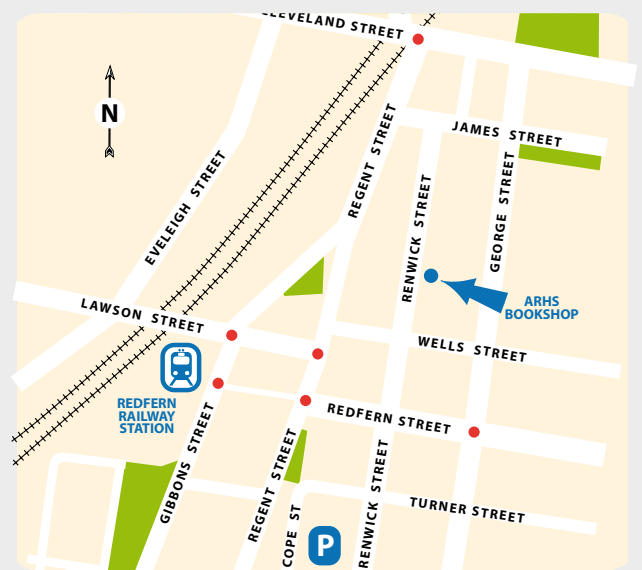 CLEVELAND STREET
N
JAMES STREET
REGENT STREET
EVELEIGH STREET
GEORGE STREET
RENWICK STREET
ARHS
BOOKSHOP
LAWSON STREET
WELLS STREET
REDFERN
RAILWAY
STATION
REDFERN STREET
GIBBONS STREET
REGENT STREET
RENWICK STREET
TURNER STREET
COPE ST
P